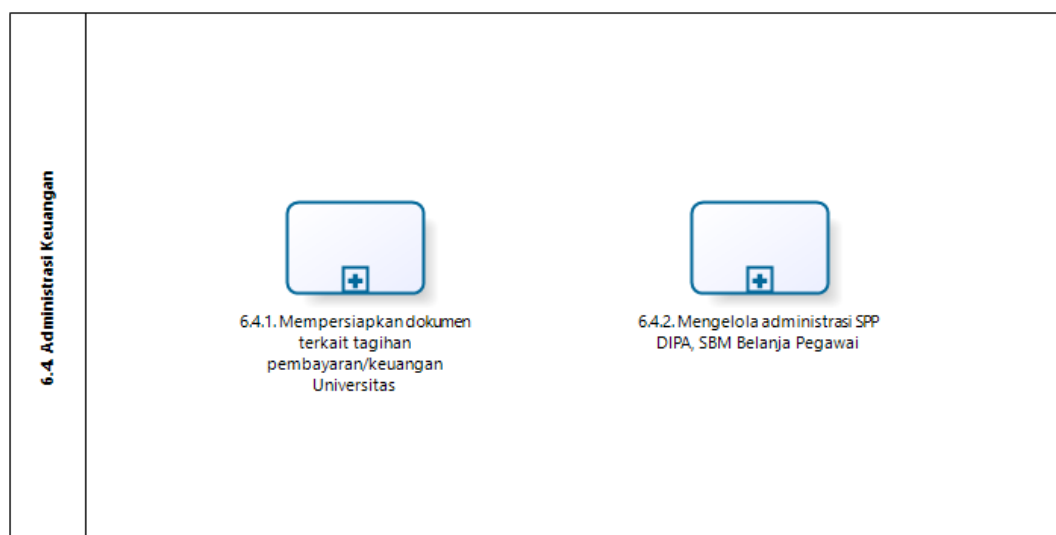 6.4. Administrasi Keuangan
6.4.1. Mempersiapkan dokumen
terkait tagihan
pembayaran/keuangan
Universitas
6.4.2. Mengelola administrasi SPP
DIPA, SBM Belanja Pegawai